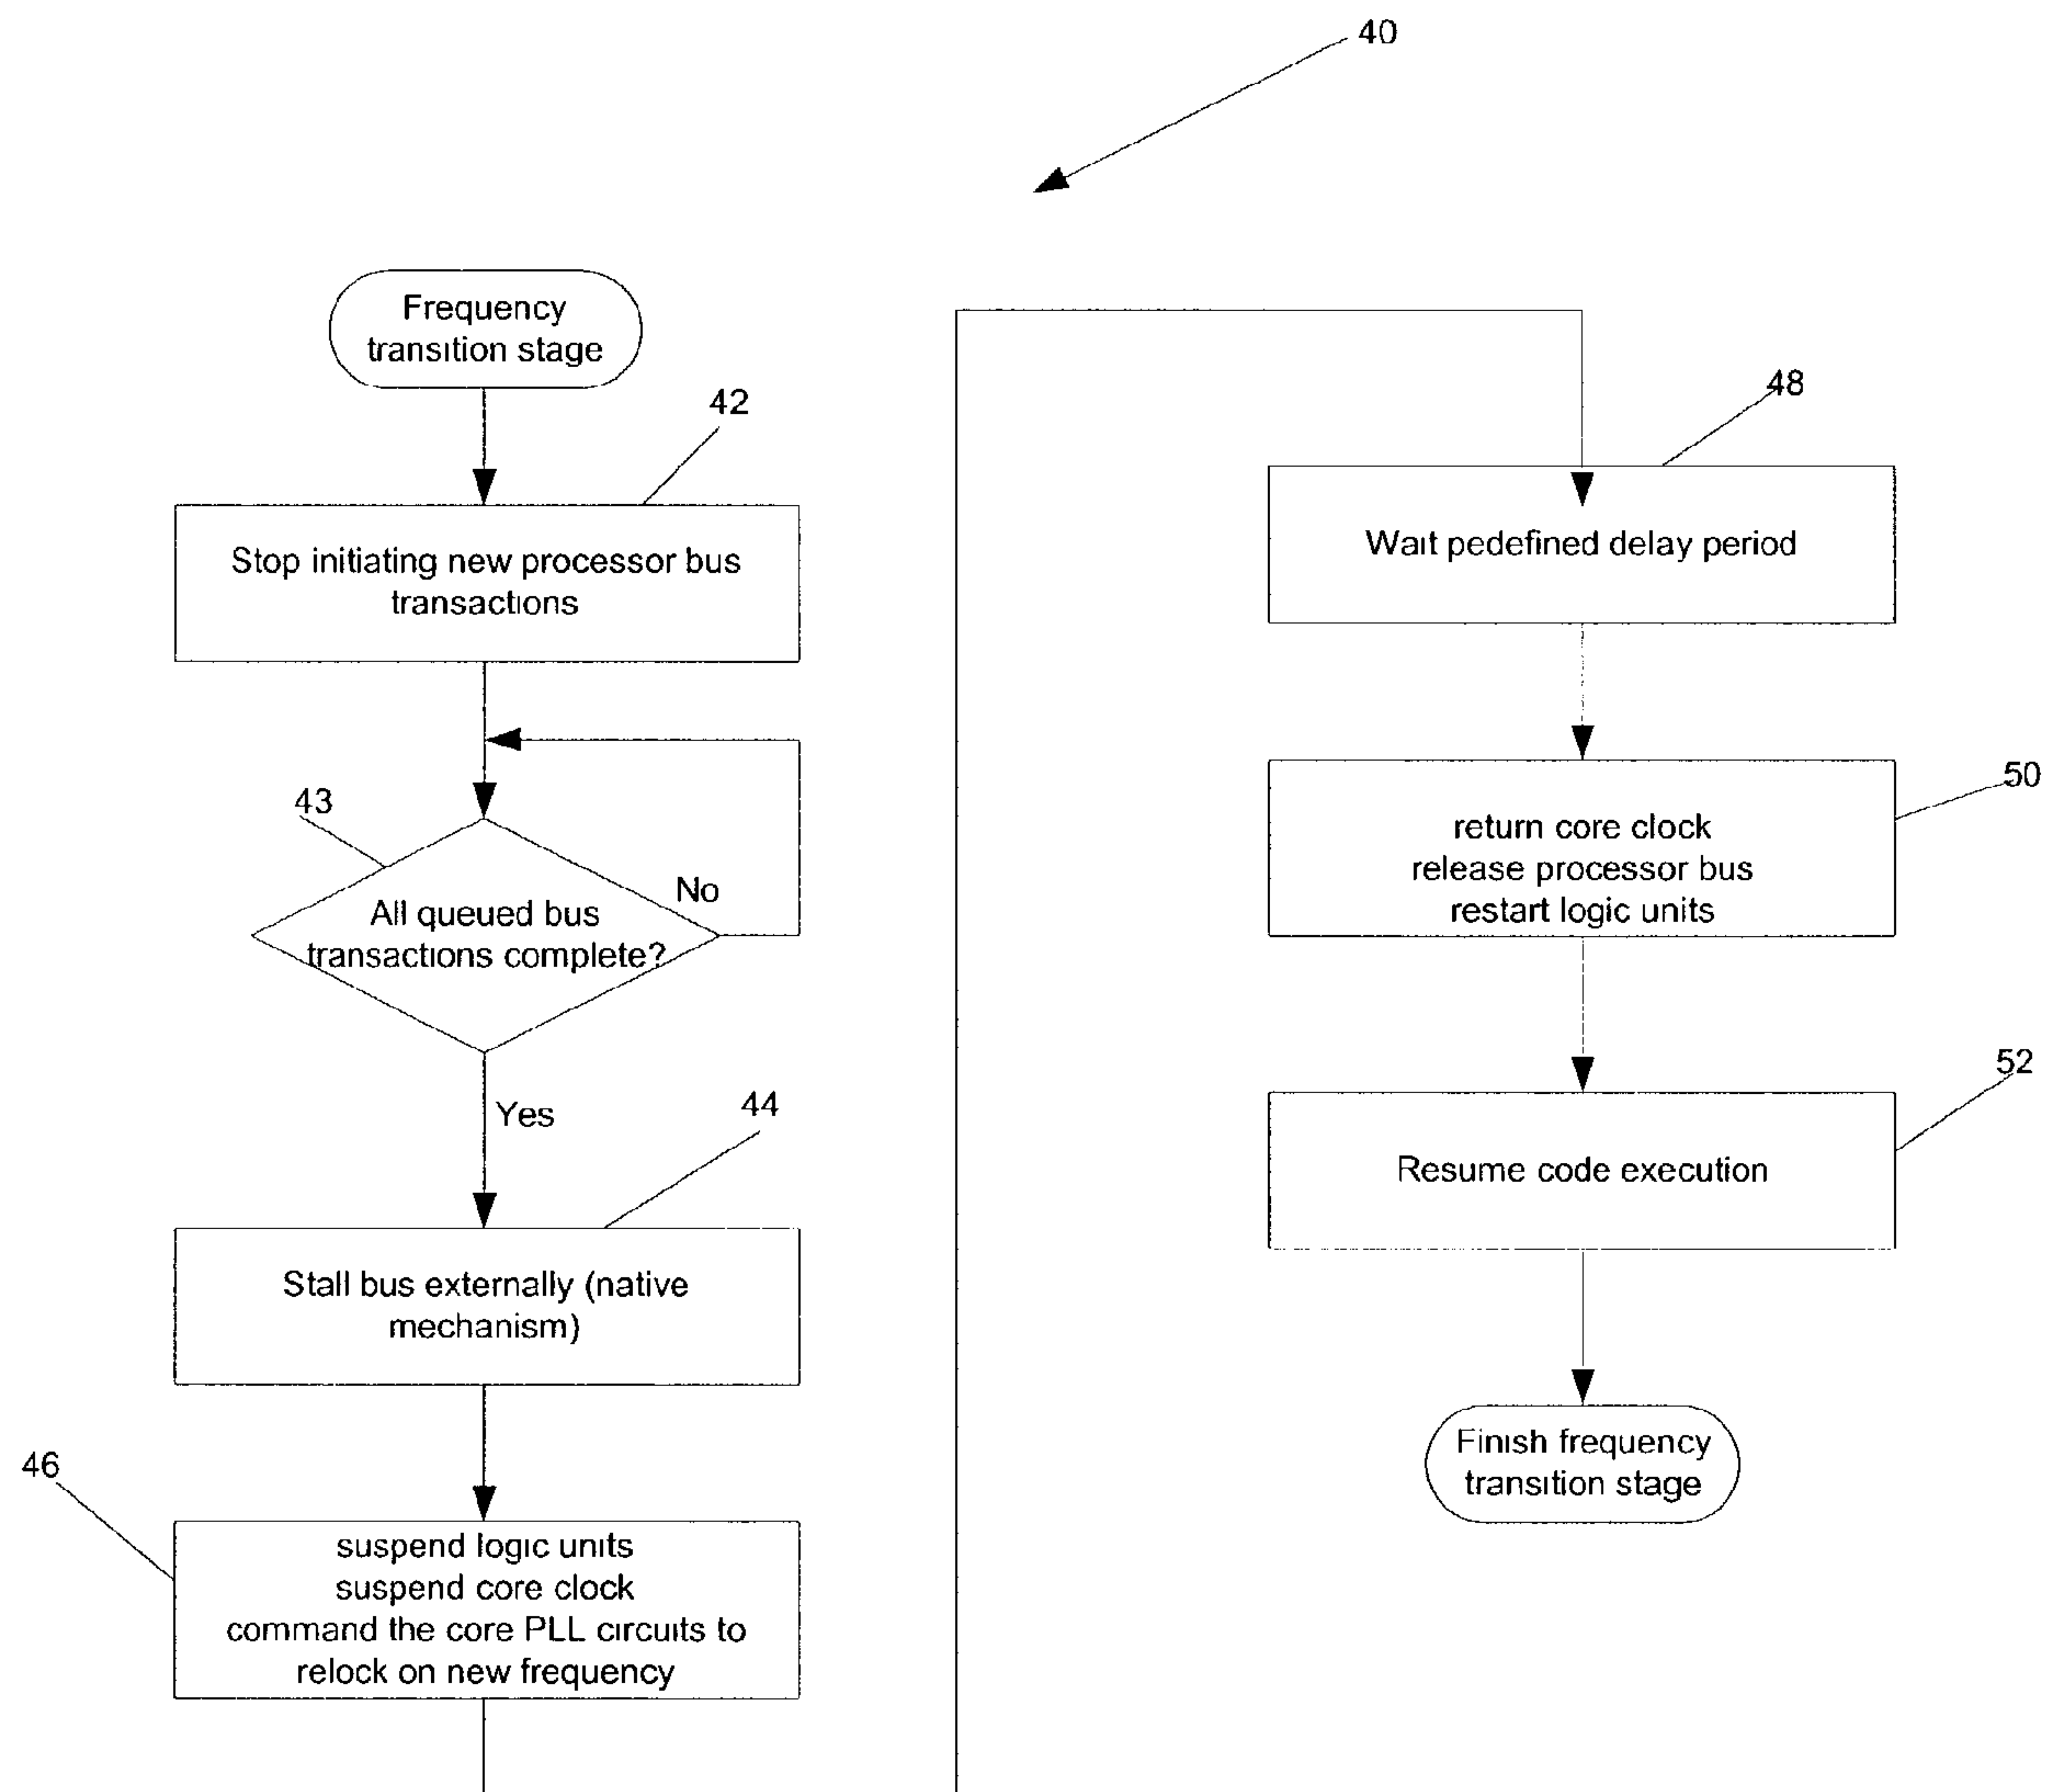 40
Frequency
transition stage
42
Stop initiating new processor bus
transactions
43
All queued bus
transactions complete?
No
Yes
44
Stall bus externally (native
mechanism)
46
suspend logic units
suspend core clock
command the core PLL circuits to
relock on new frequency
48
Wait pedefined delay period
50
return core clock
release processor bus
restart logic units
52
Resume code execution
Finish frequency
transition stage